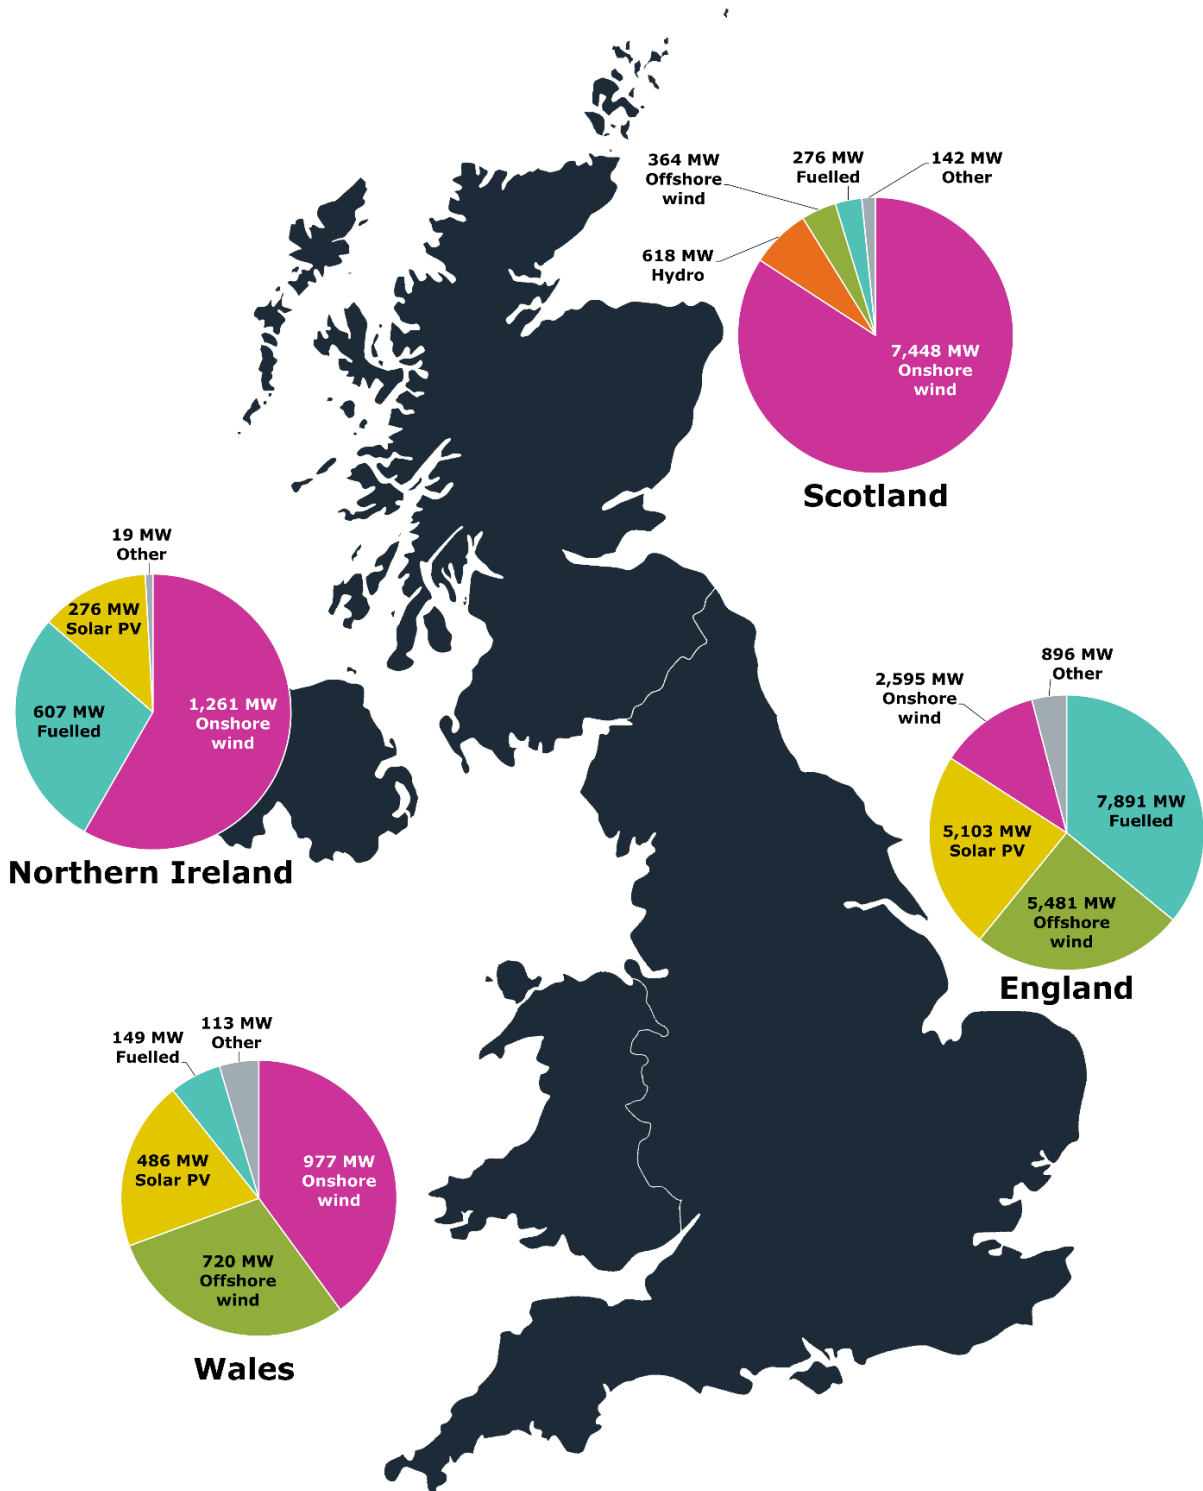 364 MW
Offshore
wind
276 MW
Fuelled
142 MW
Other
618 MW
Hydro
7,448 MW
Onshore
wind
Scotland
19 MW
Other
276 MW
Solar PV
607 MW
Fuelled
1,261 MW
Onshore
wind
Northern Ireland
896 MW
Other
2,595 MW
Onshore
wind
7,891 MW
Fuelled
5,103 MW
Solar PV
5,481 MW
Offshore
wind
England
113 MW
Other
149 MW
Fuelled
486 MW
Solar PV
977 MW
Onshore
wind
720 MW
Offshore
wind
Wales